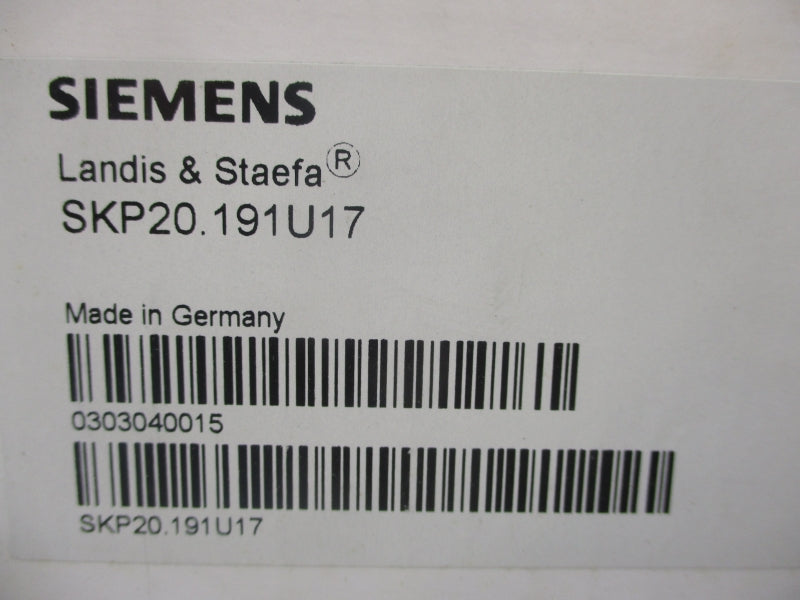 SIEMENS
Landis & Staefa®
SKP20.191U17
Made in Germany
0303040015
SKP20.191U17